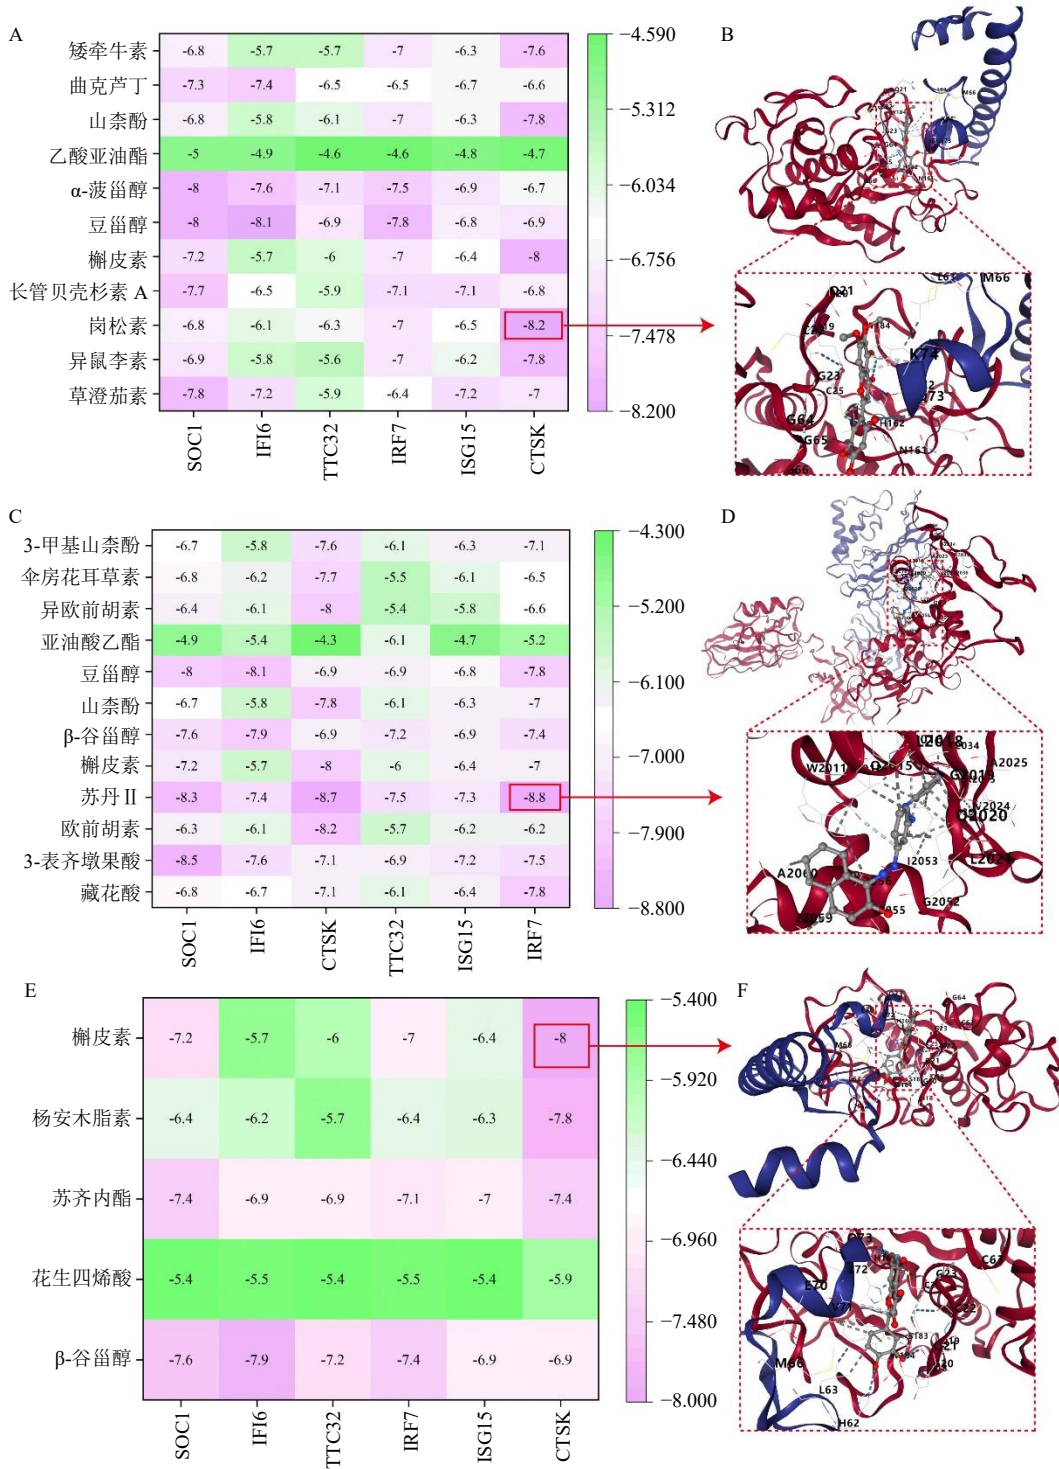 A
矮牵牛素 -6.8 -5.7 -5.7 -7 -6.3 -7.6
曲克芦丁 -7.3 -7.4 -6.5 -6.5 -6.7 -6.6
山柰酚 -6.8 -5.8 -6.1 -7 -6.3 -7.8
乙酸亚油酯 -5 -4.9 -4.6 -4.6 -4.8 -4.7
α-菠甾醇 -8 -7.6 -7.1 -7.5 -6.9 -6.7
豆甾醇 -8 -8.1 -6.9 -7.8 -6.8 -6.9
槲皮素 -7.2 -5.7 -6 -7 -6.4 -8
长管贝壳杉素 A -7.7 -6.5 -5.9 -7.1 -7.1 -6.8
岗松素 -6.8 -6.1 -6.3 -7 -6.5 -8.2
异鼠李素 -6.9 -5.8 -5.6 -7 -6.2 -7.8
草澄茄素 -7.8 -7.2 -5.9 -6.4 -7.2 -7
SOC1 IFI6 TTC32 IRF7 ISG15 CTSK
−4.590
−5.312
−6.034
−6.756
−7.478
−8.200
B
Q21
M66
L61
M66
Q21
K74
G23
C25
G64
G65
H162
N161
C
3-甲基山柰酚 -6.7 -5.8 -7.6 -6.1 -6.3 -7.1
伞房花耳草素 -6.8 -6.2 -7.7 -5.5 -6.1 -6.5
异欧前胡素 -6.4 -6.1 -8 -5.4 -5.8 -6.6
亚油酸乙酯 -4.9 -5.4 -4.3 -6.1 -4.7 -5.2
豆甾醇 -8 -8.1 -6.9 -6.9 -6.8 -7.8
山柰酚 -6.7 -5.8 -7.8 -6.1 -6.3 -7
β-谷甾醇 -7.6 -7.9 -6.9 -7.2 -6.9 -7.4
槲皮素 -7.2 -5.7 -8 -6 -6.4 -7
苏丹Ⅱ -8.3 -7.4 -8.7 -7.5 -7.3 -8.8
欧前胡素 -6.3 -6.1 -8.2 -5.7 -6.2 -6.2
3-表齐墩果酸 -8.5 -7.6 -7.1 -6.9 -7.2 -7.5
藏花酸 -6.8 -6.7 -7.1 -6.1 -6.4 -7.8
SOC1 IFI6 CTSK TTC32 ISG15 IRF7
−4.300
−5.200
−6.100
−7.000
−7.900
−8.800
D
L2018
W2011
A2025
G2019
V2024
Q2020
I2053
L2021
A2060
G2052
E
槲皮素 -7.2 -5.7 -6 -7 -6.4 -8
杨安木脂素 -6.4 -6.2 -5.7 -6.4 -6.3 -7.8
苏齐内酯 -7.4 -6.9 -6.9 -7.1 -7 -7.4
花生四烯酸 -5.4 -5.5 -5.4 -5.5 -5.4 -5.9
β-谷甾醇 -7.6 -7.9 -7.2 -7.4 -6.9 -6.9
SOC1 IFI6 TTC32 IRF7 ISG15 CTSK
−5.400
−5.920
−6.440
−6.960
−7.480
−8.000
F
G64
M66
C63
G23
E70
V71
M66
L63
H62